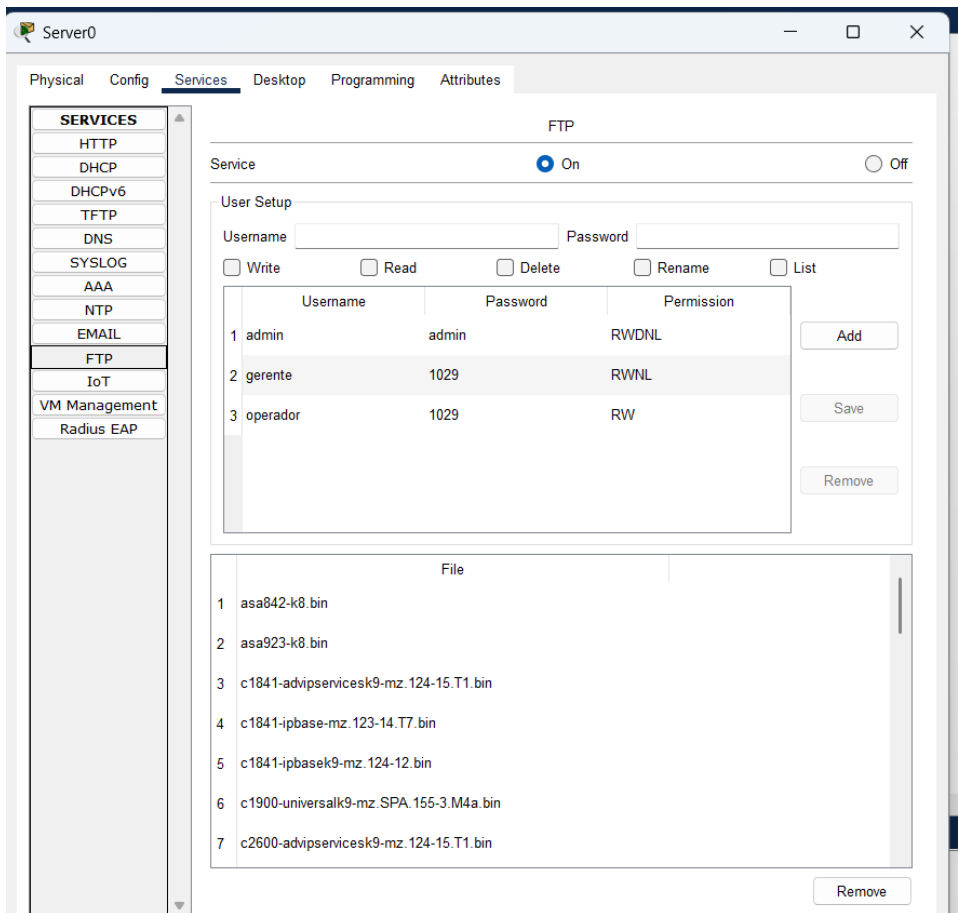 Server0
Physical Config Services Desktop Programming Attributes
SERVICES
HTTP
DHCP
DHCPv6
TFTP
DNS
SYSLOG
AAA
NTP
EMAIL
FTP
IoT
VM Management
Radius EAP
FTP
Service On Off
User Setup
Username Password
Write Read Delete Rename List
Username Password Permission
1 admin admin RWDNL
2 gerente 1029 RWNL
3 operador 1029 RW
Add
Save
Remove
File
1 asa842-k8.bin
2 asa923-k8.bin
3 c1841-advipservicesk9-mz.124-15.T1.bin
4 c1841-ipbase-mz.123-14.T7.bin
5 c1841-ipbasek9-mz.124-12.bin
6 c1900-universalk9-mz.SPA.155-3.M4a.bin
7 c2600-advipservicesk9-mz.124-15.T1.bin
Remove